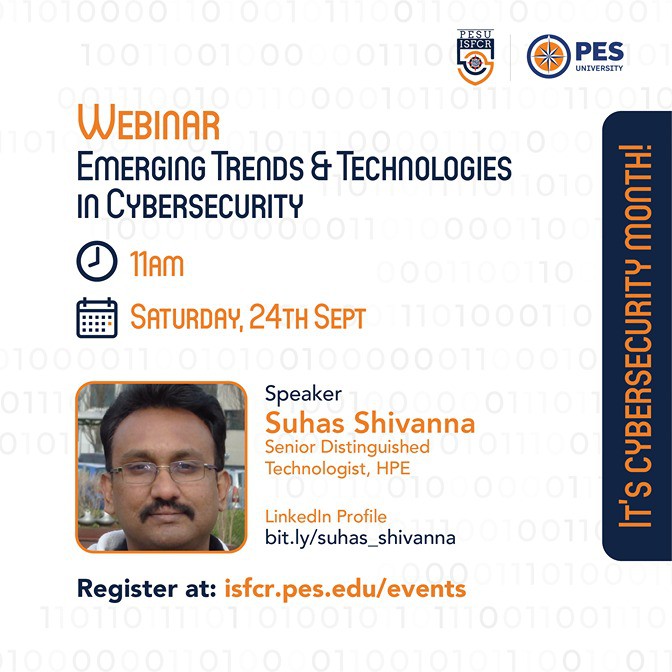 PESU
ISFCR
PES
UNIVERSITY
Webinar
Emerging Trends & Technologies
in Cybersecurity
11am
Saturday, 24th Sept
It's cybersecurity month!
Speaker
Suhas Shivanna
Senior Distinguished
Technologist, HPE
LinkedIn Profile
bit.ly/suhas_shivanna
Register at: isfcr.pes.edu/events